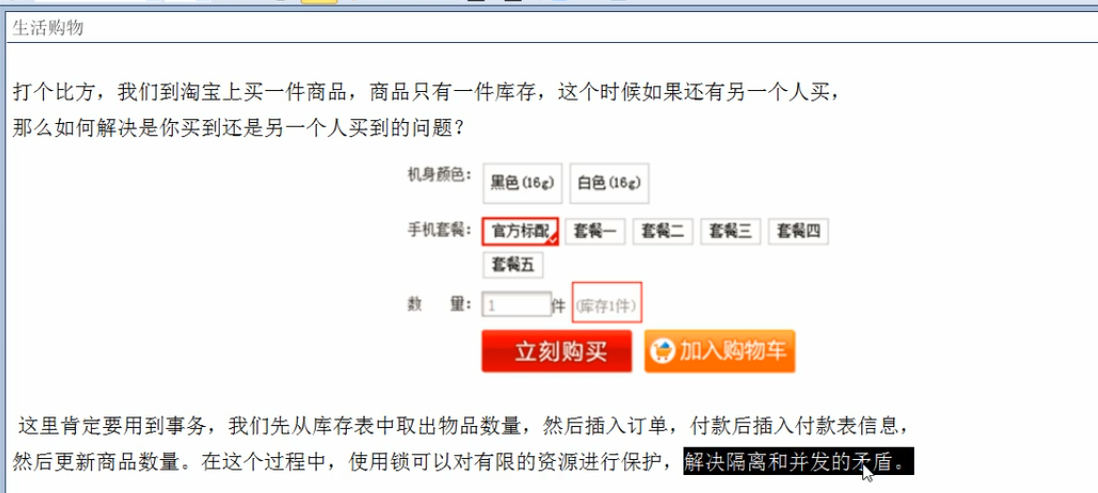 生活购物
打个比方，我们到淘宝上买一件商品，商品只有一件库存，这个时候如果还有另一个人买，
那么如何解决是你买到还是另一个人买到的问题？
机身颜色： 黑色(16g) 白色(16g)
手机套餐： 官方标配 套餐一 套餐二 套餐三 套餐四
套餐五
数 量： 1 件 (库存1件)
立刻购买 加入购物车
这里肯定要用到事务，我们先从库存表中取出物品数量，然后插入订单，付款后插入付款表信息，
然后更新商品数量。在这个过程中，使用锁可以对有限的资源进行保护，解决隔离和并发的矛盾。